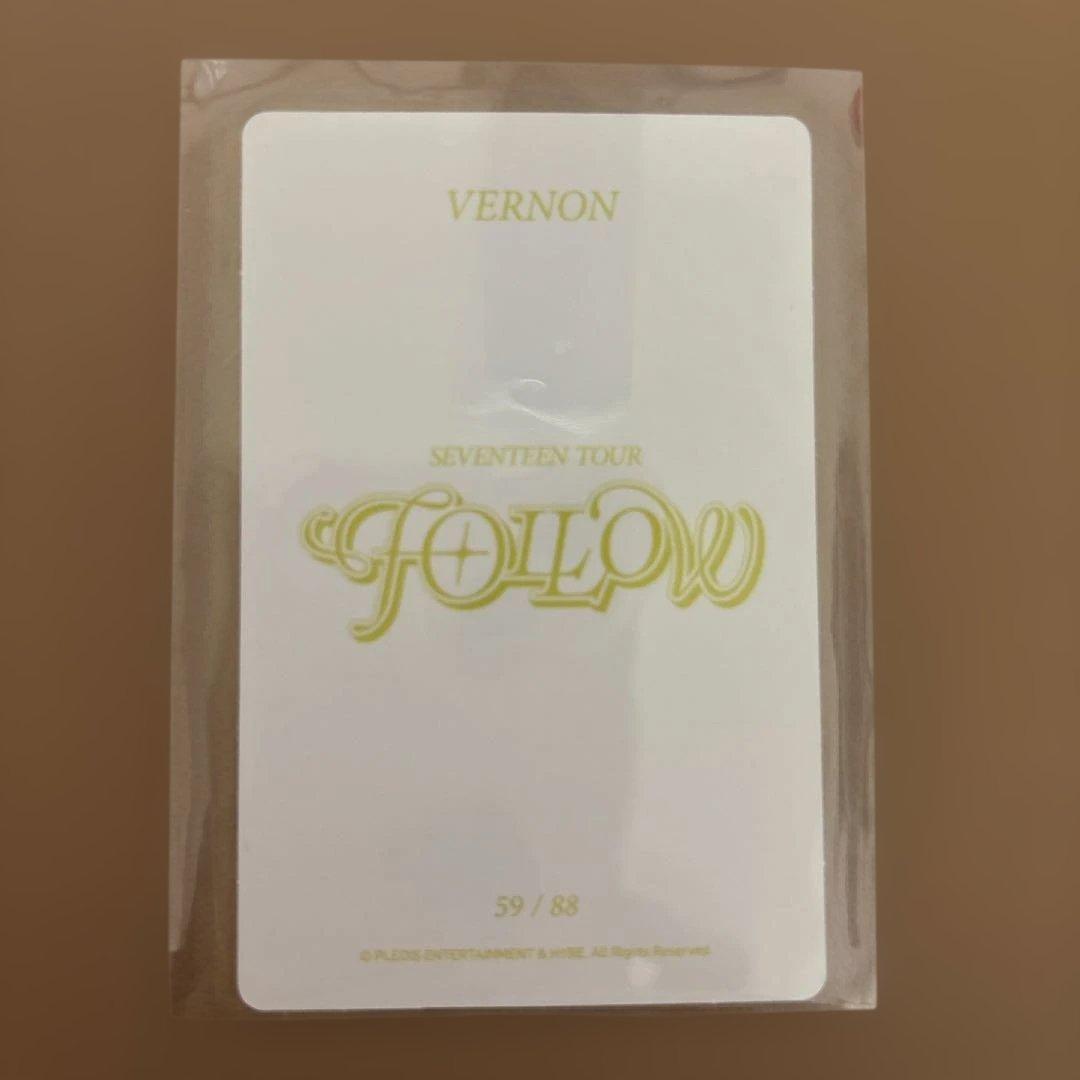 VERNON
SEVENTEEN TOUR
FOLLOW
59 / 88
© PLEDIS ENTERTAINMENT & HYBE. All Rights Reserved.